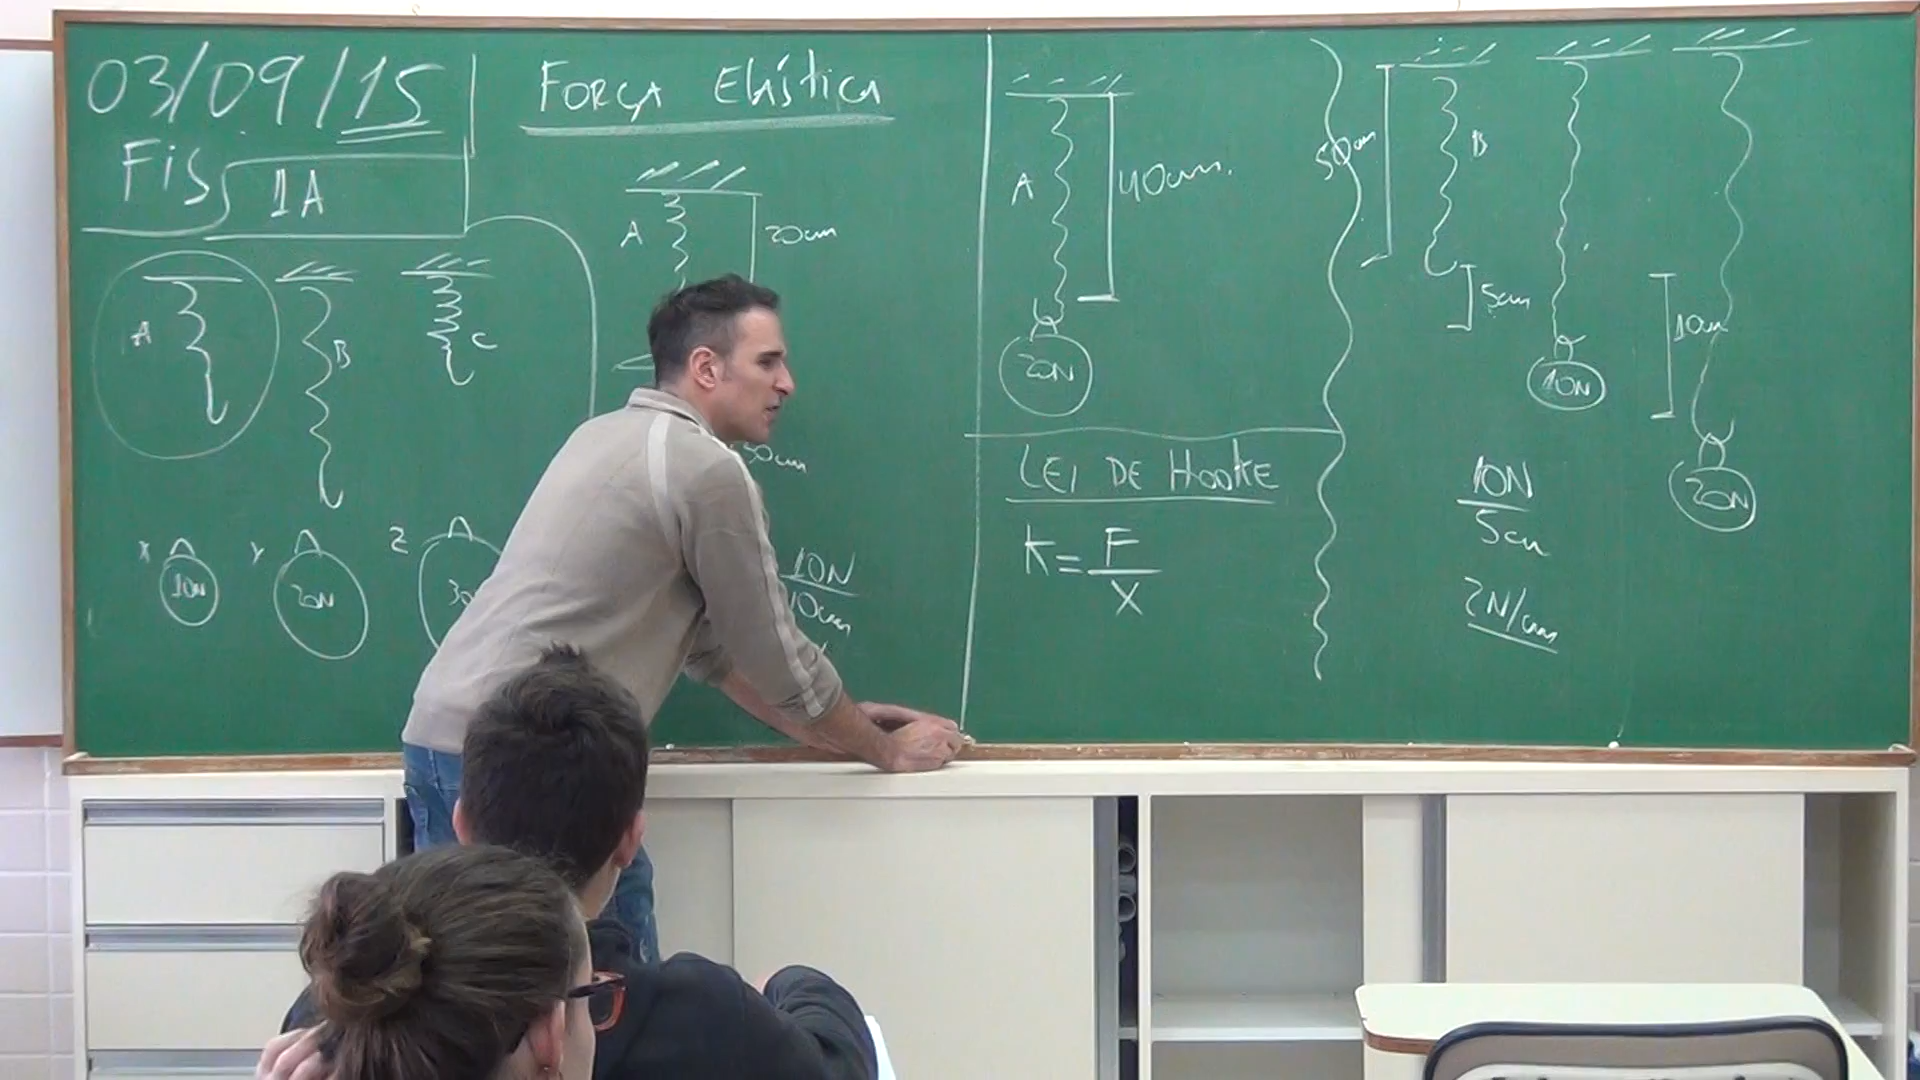 03/09/15
Fis
1A
A
B
C
X
10N
Y
20N
Z
Força Elástica
A
20cm
30cm
10N
10cm
A
40cm.
20N
LEI DE HOOKE
K = F
X
50cm
B
5cm
10N
10cm
20N
10N
5cm
2N/cm